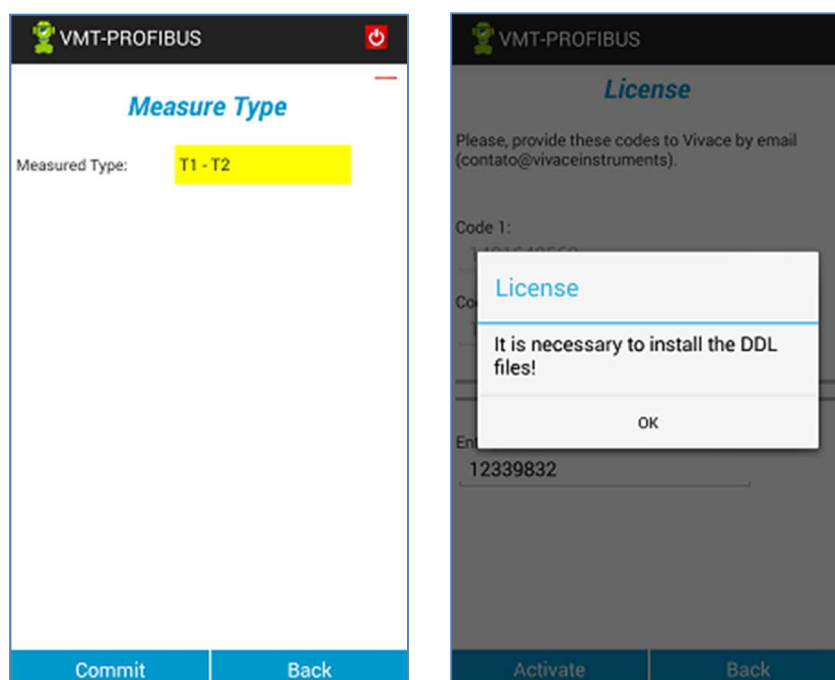 VMT-PROFIBUS
Measure Type
Measured Type:
T1 - T2
Commit
Back
VMT-PROFIBUS
License
Please, provide these codes to Vivace by email
(contato@vivaceinstruments).
Code 1:
License
It is necessary to install the DDL
files!
OK
12339832
Activate
Back